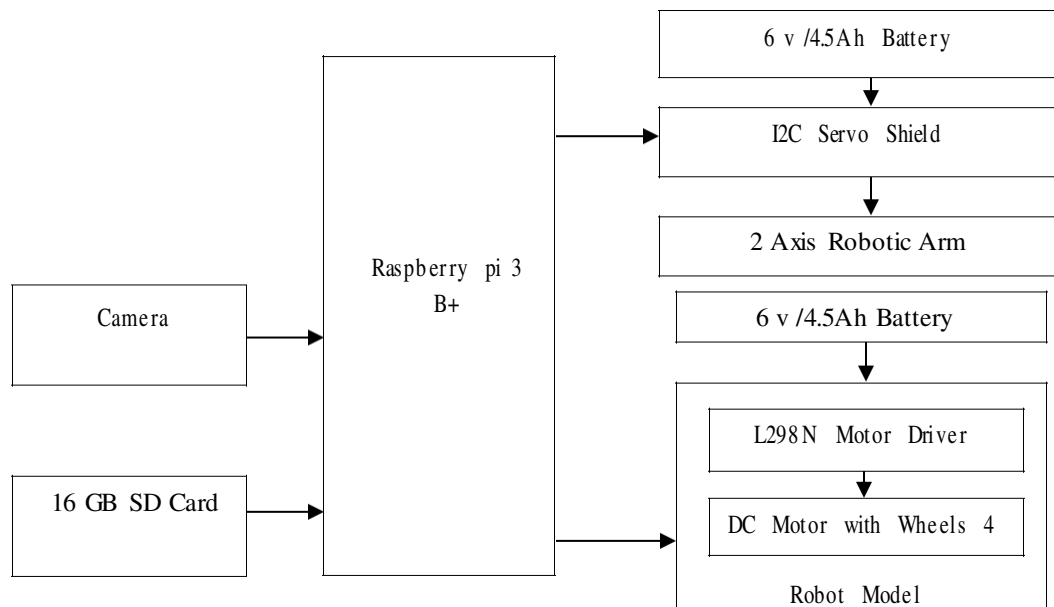 6 v /4.5Ah Battery
I2C Servo Shield
2 Axis Robotic Arm
Raspberry pi 3
B+
Camera
6 v /4.5Ah Battery
L298N Motor Driver
16 GB SD Card
DC Motor with Wheels 4
Robot Model